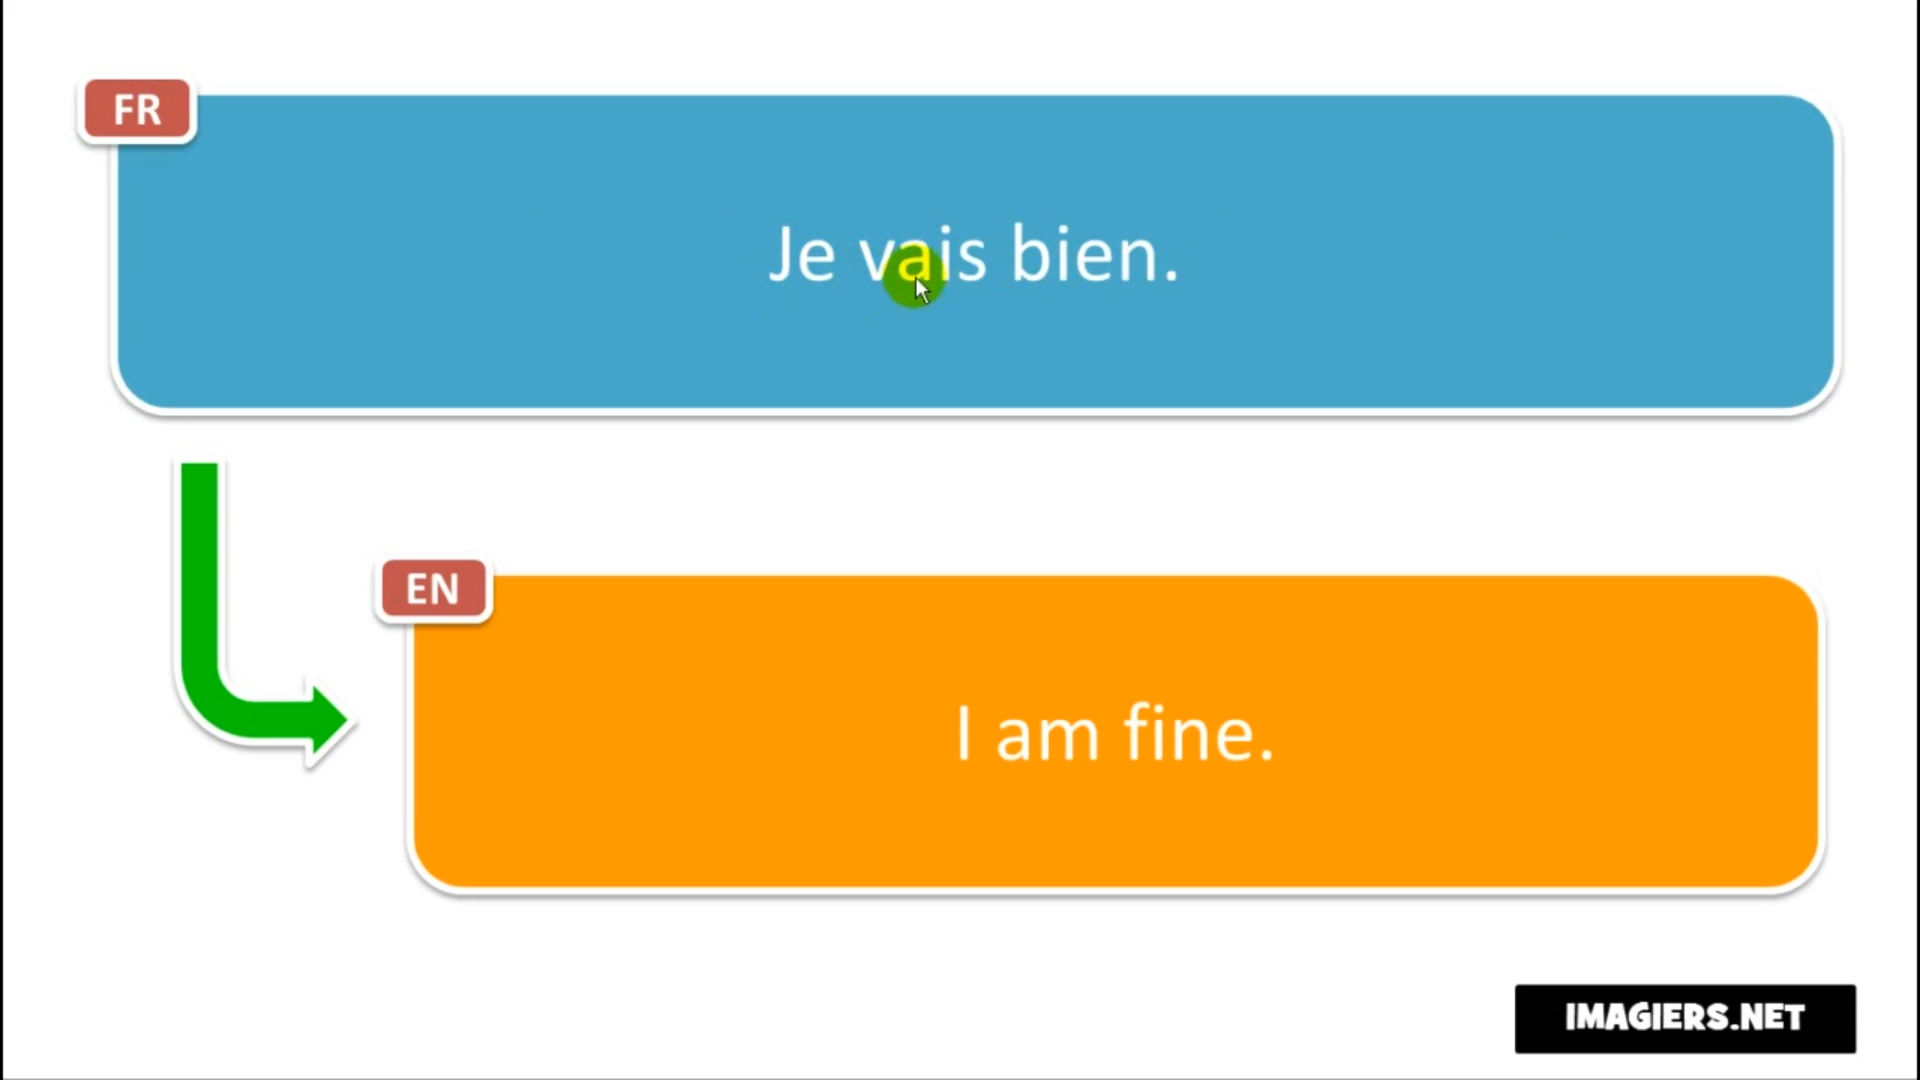 FR
Je vais bien.
EN
I am fine.
IMAGIERS.NET